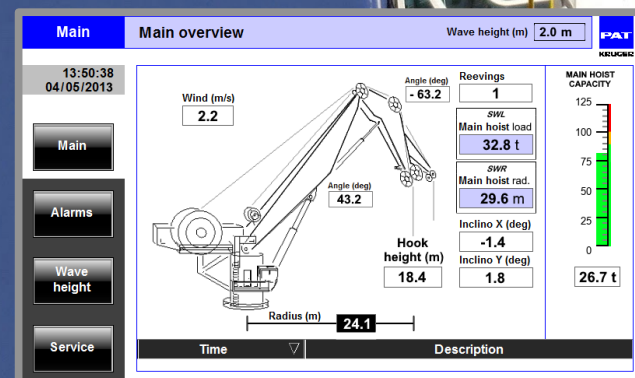 Main
Main overview
Wave height (m) 2.0 m
PAT
KRUGER
13:50:38
04/05/2013
Main
Alarms
Wave
height
Service
Wind (m/s)
2.2
Angle (deg)
- 63.2
Angle (deg)
43.2
Hook
height (m)
18.4
Radius (m)
24.1
Reevings
1
SWL
Main hoist load
32.8 t
SWR
Main hoist rad.
29.6 m
Inclino X (deg)
-1.4
Inclino Y (deg)
1.8
MAIN HOIST
CAPACITY
125
100
75
50
25
0
26.7 t
Time
Description